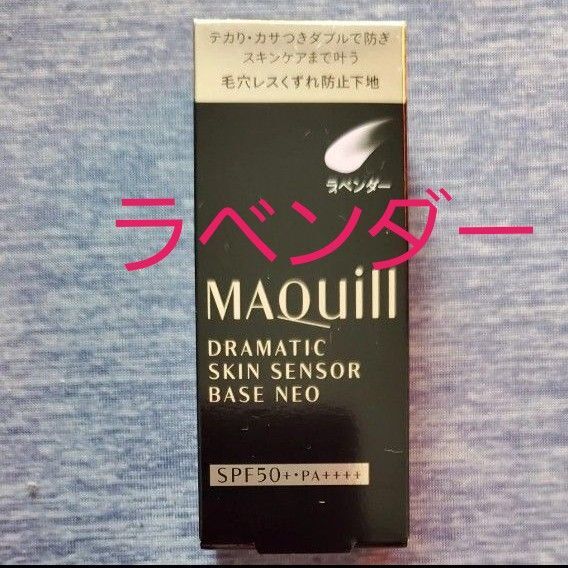 テカリ・カサつきダブルで防ぎ
スキンケアまで叶う
毛穴レスくずれ防止下地
ラベンダー
ラベンダー
MAQuill
DRAMATIC
SKIN SENSOR
BASE NEO
SPF50+・PA++++